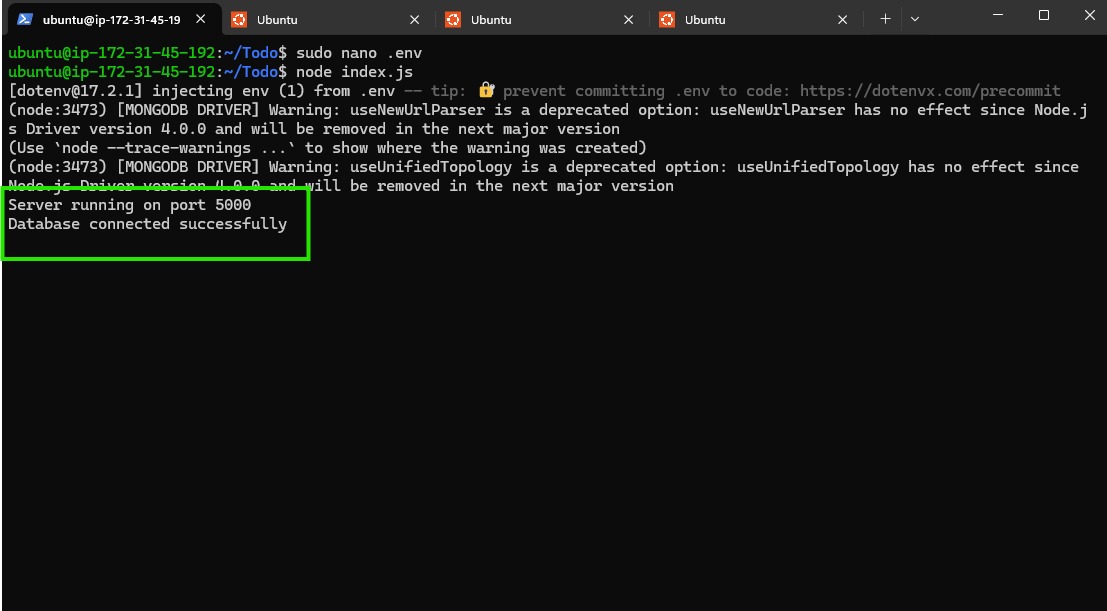 ubuntu@ip-172-31-45-19
Ubuntu
Ubuntu
Ubuntu
ubuntu@ip-172-31-45-192:~/Todo$ sudo nano .env
ubuntu@ip-172-31-45-192:~/Todo$ node index.js
[dotenv@17.2.1] injecting env (1) from .env -- tip: 🔐 prevent committing .env to code: https://dotenvx.com/precommit
(node:3473) [MONGODB DRIVER] Warning: useNewUrlParser is a deprecated option: useNewUrlParser has no effect since Node.j
s Driver version 4.0.0 and will be removed in the next major version
(Use `node --trace-warnings ...` to show where the warning was created)
(node:3473) [MONGODB DRIVER] Warning: useUnifiedTopology is a deprecated option: useUnifiedTopology has no effect since
Node.js Driver version 4.0.0 and will be removed in the next major version
Server running on port 5000
Database connected successfully